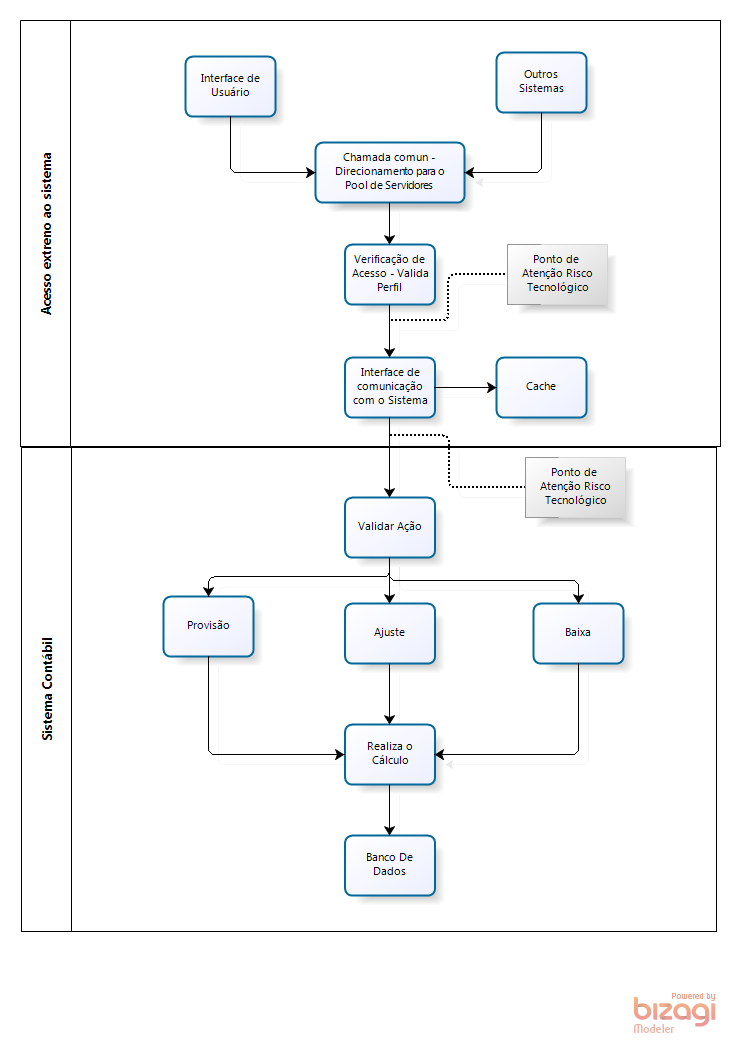 Acesso extreno ao sistema
Interface de
Usuário
Outros
Sistemas
Chamada comun -
Direcionamento para o
Pool de Servidores
Verificação de
Acesso - Valida
Perfil
Ponto de
Atenção Risco
Tecnológico
Interface de
comunicação
com o Sistema
Cache
Sistema Contábil
Ponto de
Atenção Risco
Tecnológico
Validar Ação
Provisão
Ajuste
Baixa
Realiza o
Cálculo
Banco De
Dados
Powered by
bizagi
Modeler